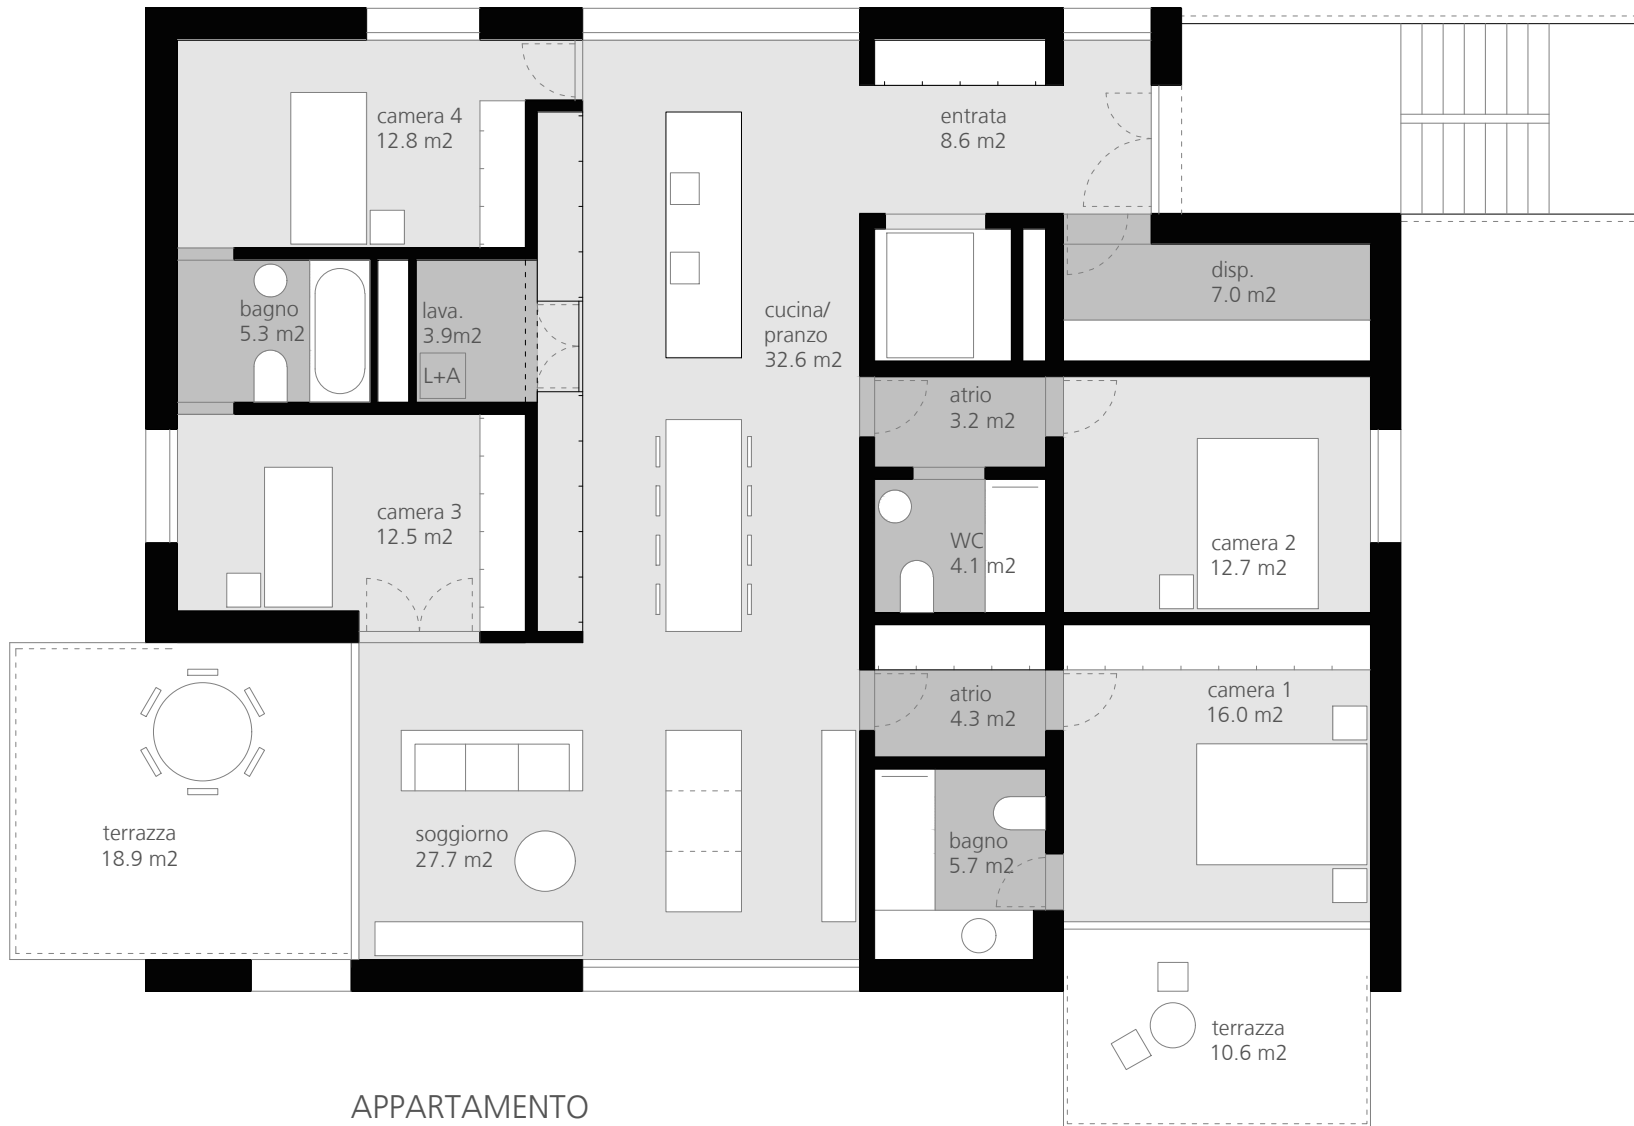 camera 4
12.8 m2
entrata
8.6 m2
disp.
7.0 m2
bagno
5.3 m2
lava.
3.9m2
L+A
cucina/
pranzo
32.6 m2
atrio
3.2 m2
camera 3
12.5 m2
WC
4.1 m2
camera 2
12.7 m2
atrio
4.3 m2
camera 1
16.0 m2
terrazza
18.9 m2
soggiorno
27.7 m2
bagno
5.7 m2
terrazza
10.6 m2
APPARTAMENTO